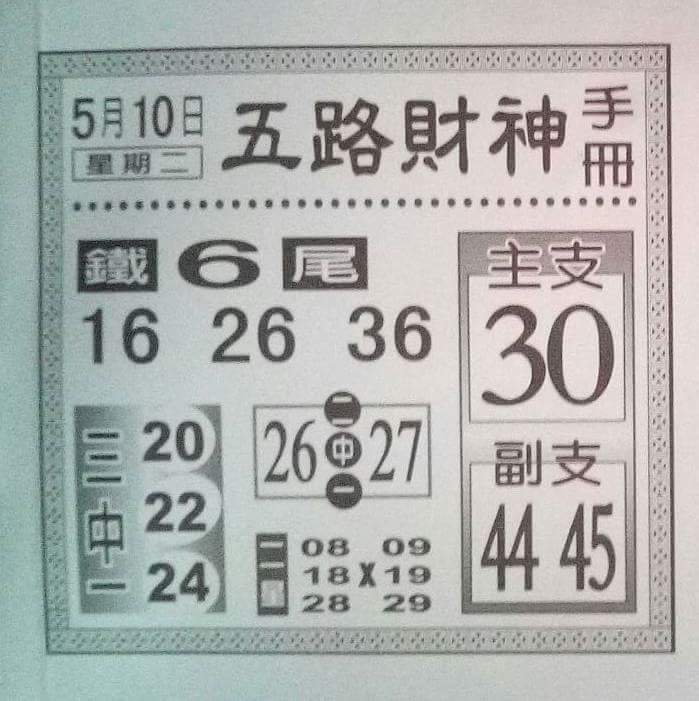 5月10日
星期二
五路財神
手冊
鐵 6 尾
16 26 36
主支
30
三中一
20
22
24
二中一
26 27
副支
44 45
08 09
18 X 19
28 29